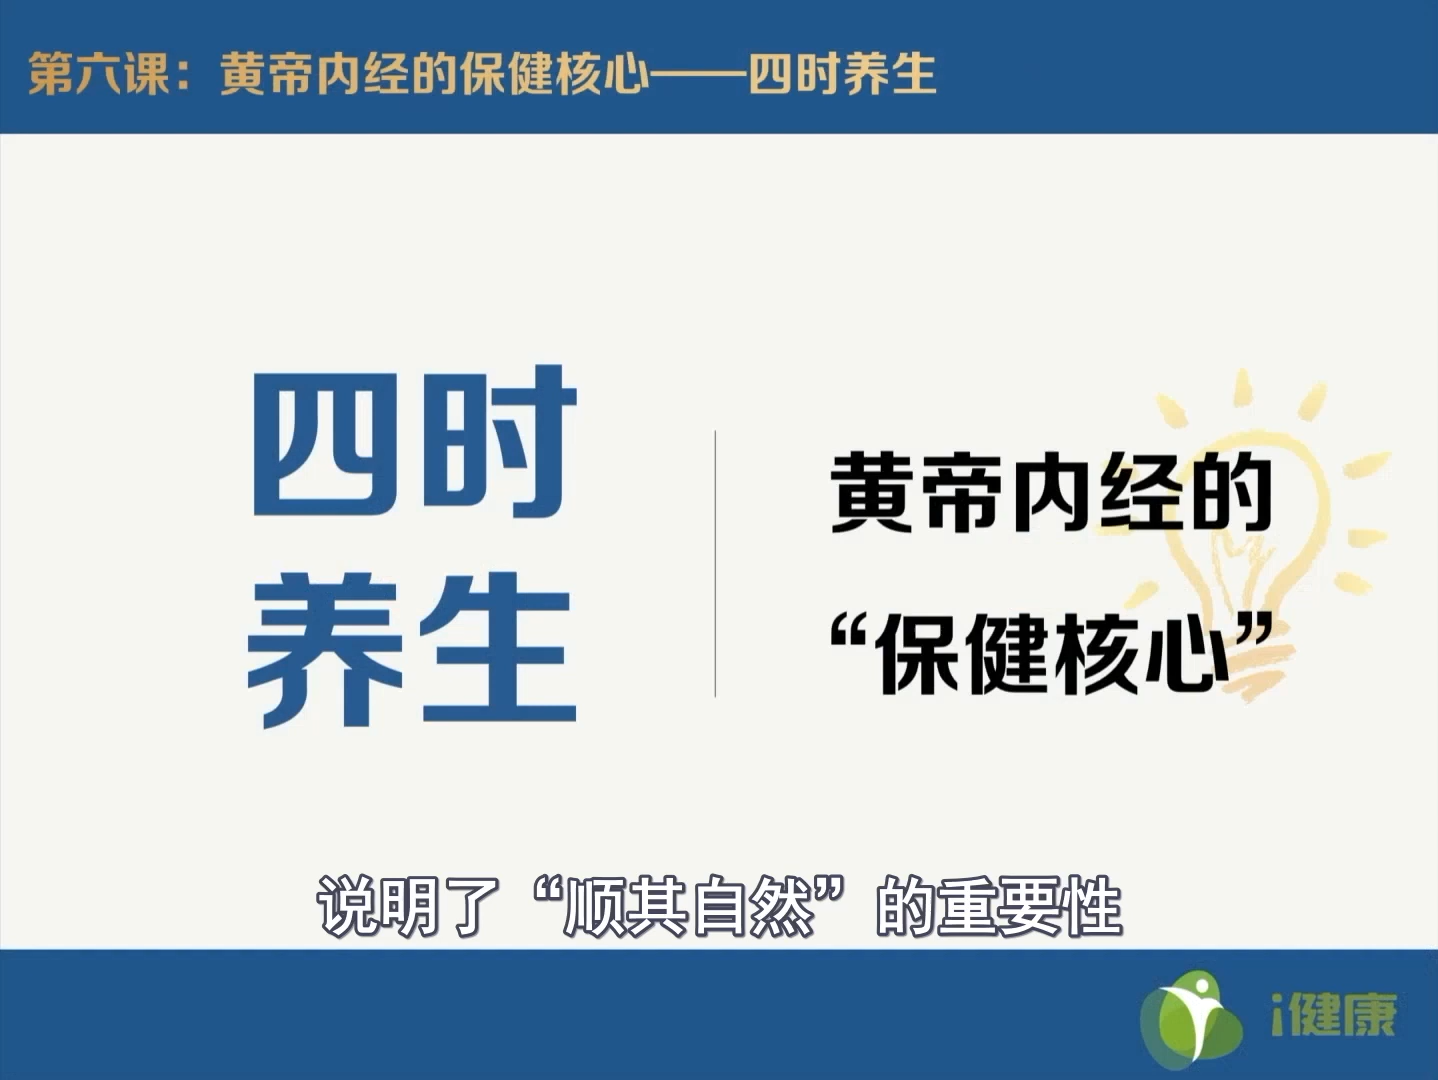 第六课：黄帝内经的保健核心——四时养生
四时
养生
黄帝内经的
“保健核心”
说明了“顺其自然”的重要性
i健康